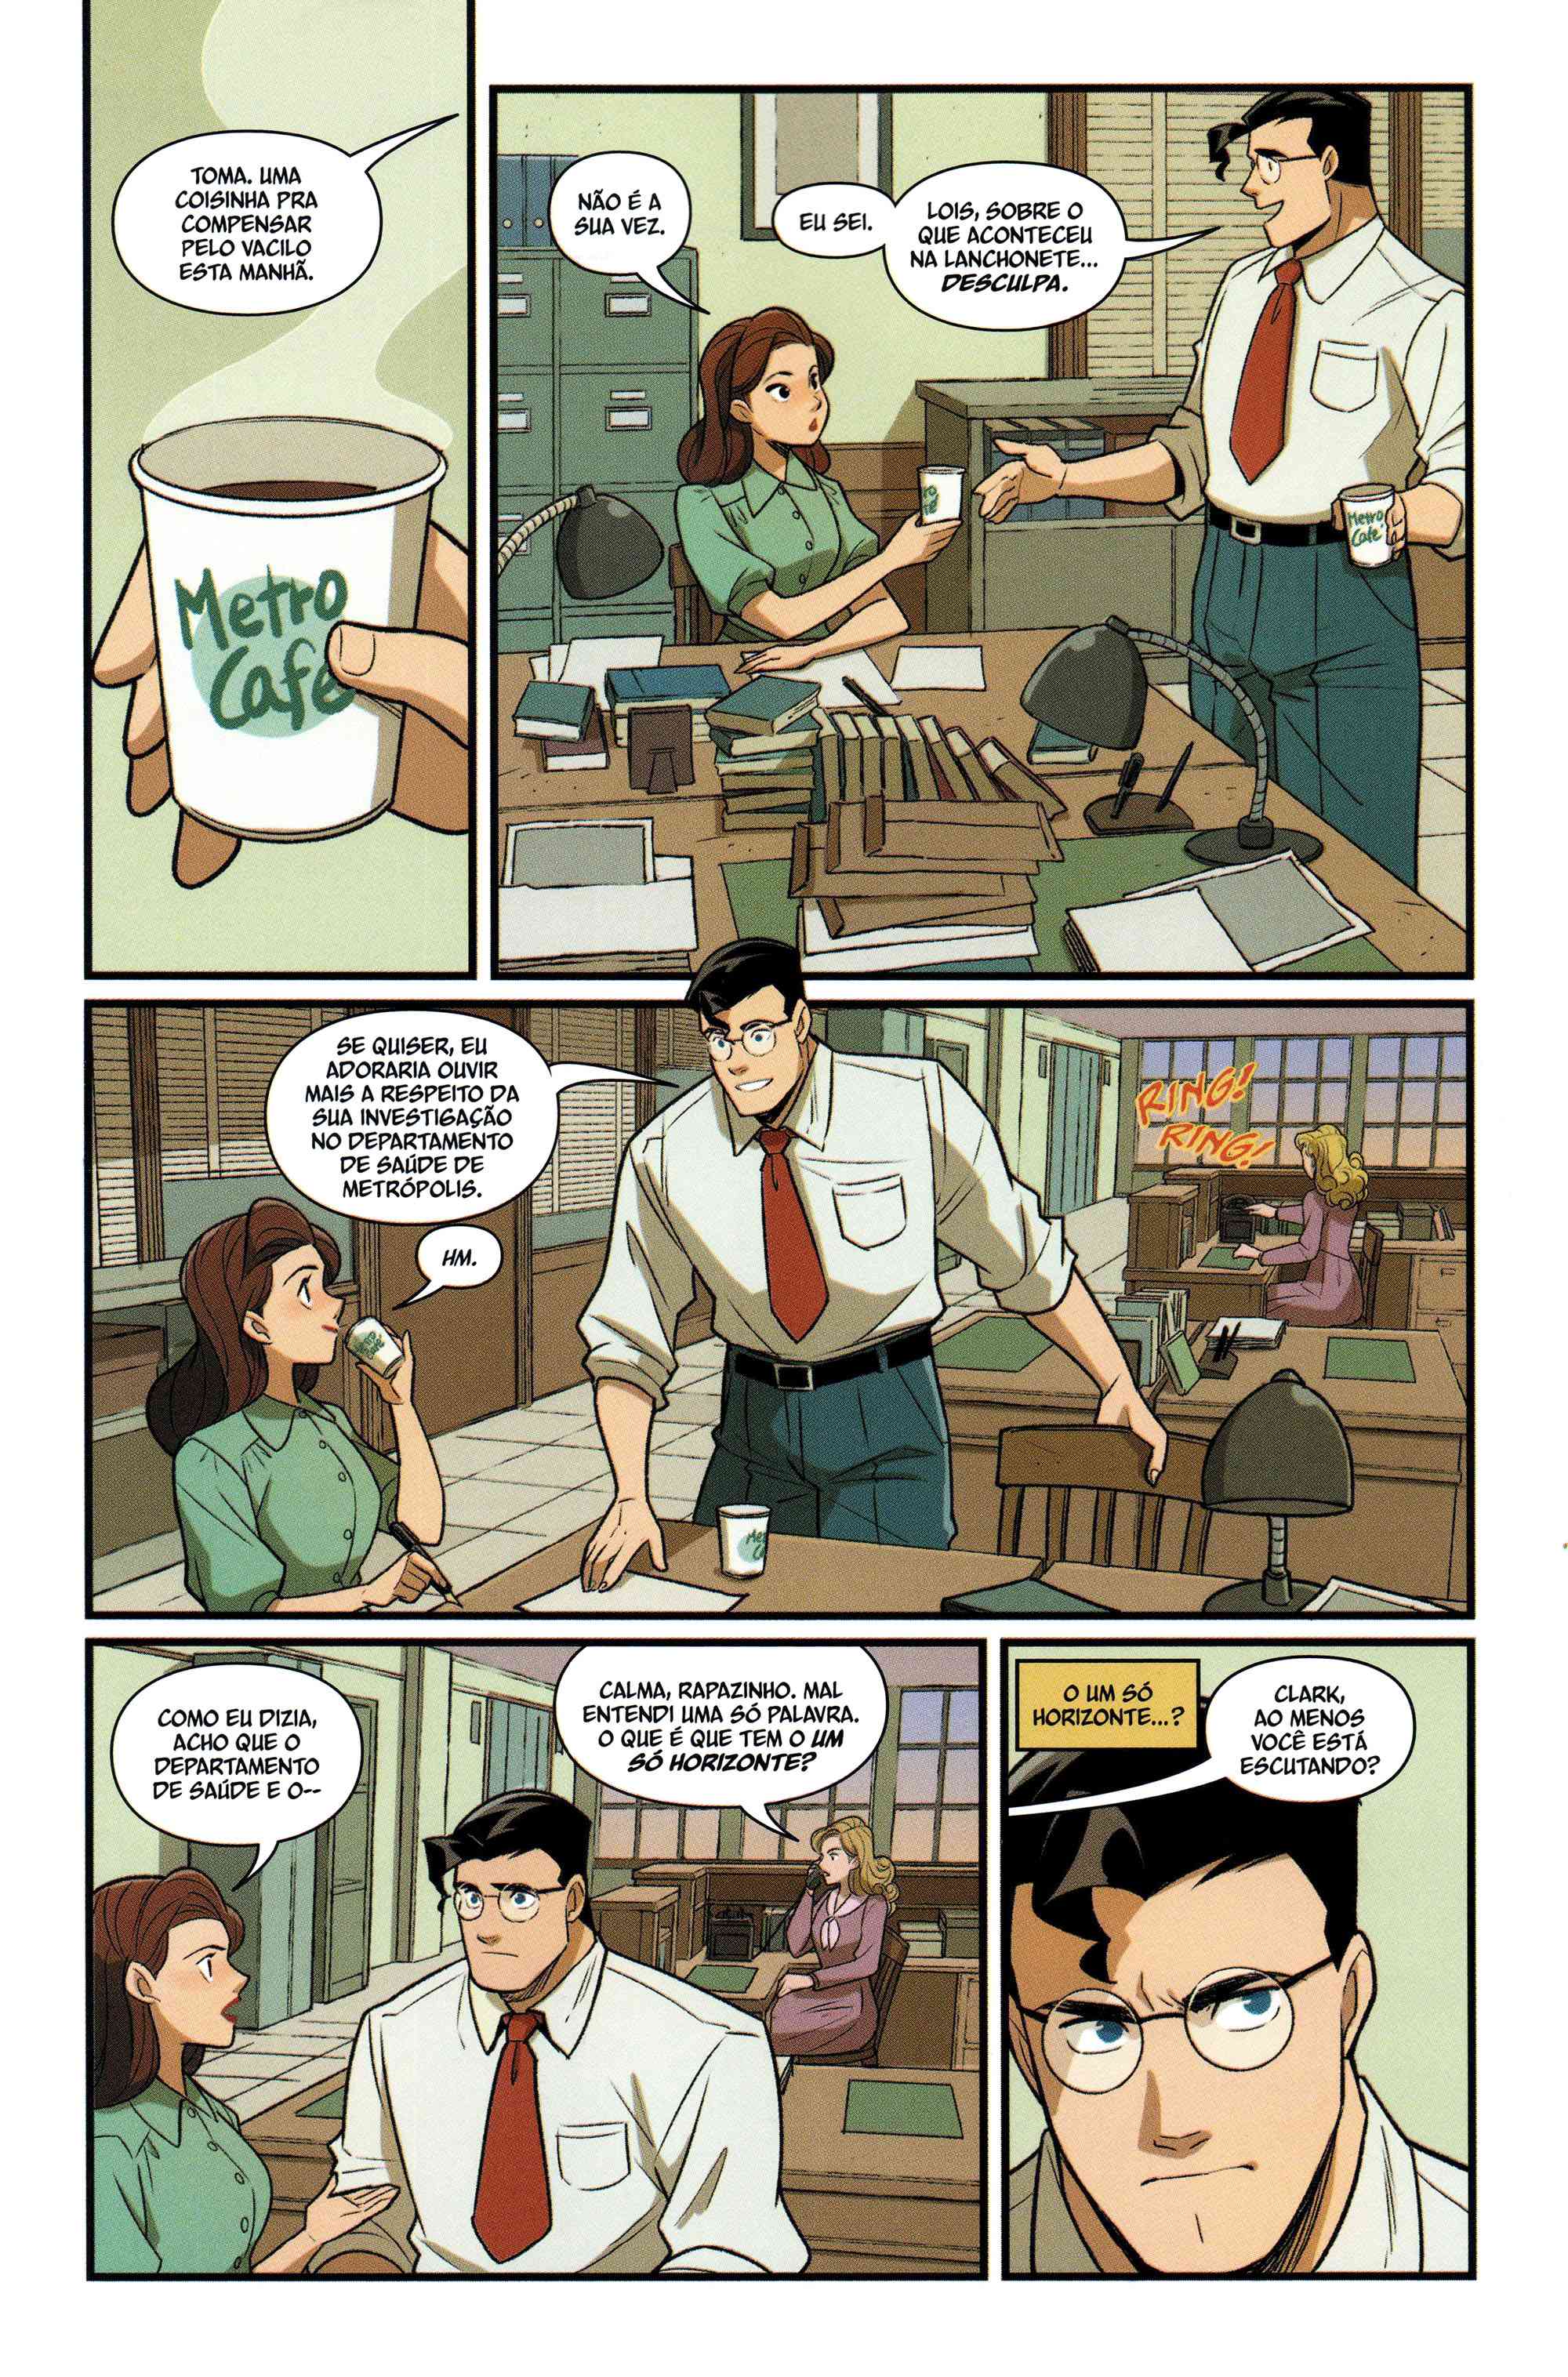 TOMA. UMA
COISINHA PRA
COMPENSAR
PELO VACILO
ESTA MANHÃ.
Metro
Café
NÃO É A
SUA VEZ.
EU SEI.
LOIS, SOBRE O
QUE ACONTECEU
NA LANCHONETE...
DESCULPA.
Metro
Café
SE QUISER, EU
ADORARIA OUVIR
MAIS A RESPEITO DA
SUA INVESTIGAÇÃO
NO DEPARTAMENTO
DE SAÚDE DE
METRÓPOLIS.
HM.
RING!
RING!
COMO EU DIZIA,
ACHO QUE O
DEPARTAMENTO
DE SAÚDE E O--
CALMA, RAPAZINHO. MAL
ENTENDI UMA SÓ PALAVRA.
O QUE É QUE TEM O UM
SÓ HORIZONTE?
O UM SÓ
HORIZONTE...?
CLARK,
AO MENOS
VOCÊ ESTÁ
ESCUTANDO?